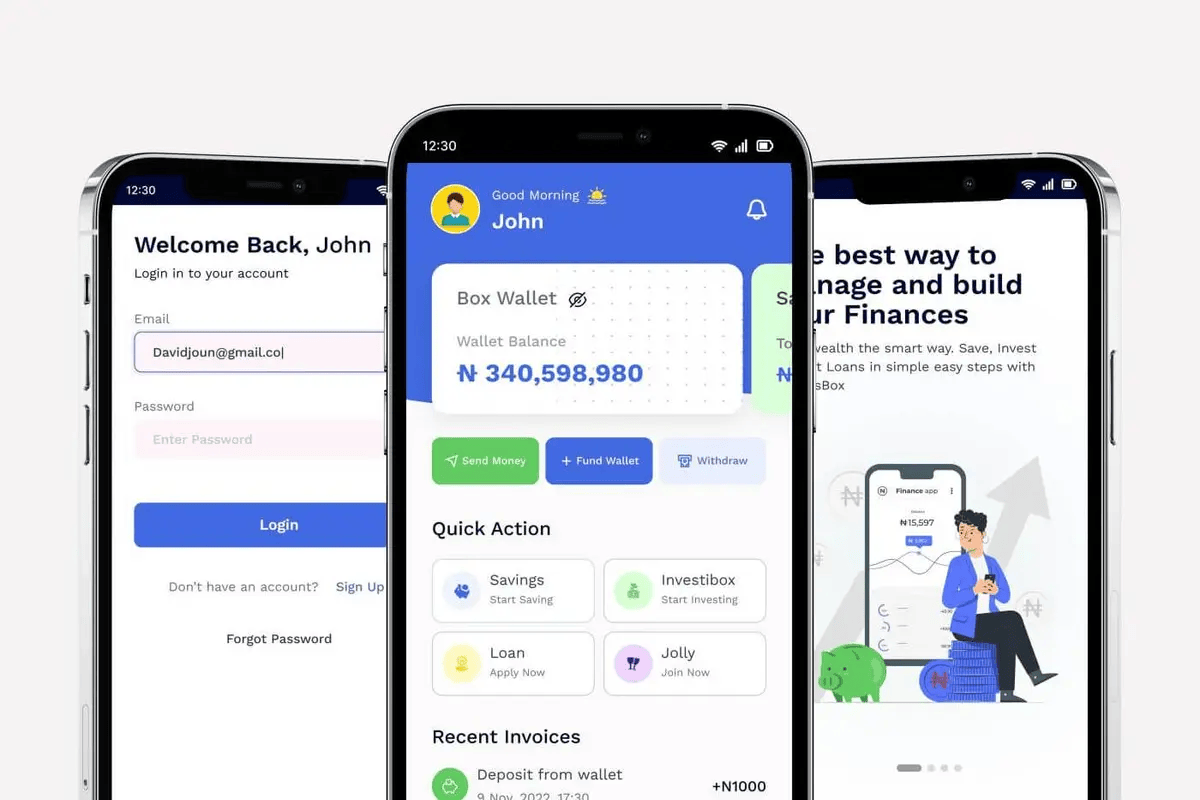 12:30
Welcome Back, John
Login in to your account
Email
Davidjoun@gmail.co
Password
Enter Password
Login
Don't have an account? Sign Up
Forgot Password
12:30
Good Morning
John
Box Wallet
Wallet Balance
₦ 340,598,980
Sa
To
₦
Send Money
+ Fund Wallet
Withdraw
Quick Action
Savings
Start Saving
Investibox
Start Investing
Loan
Apply Now
Jolly
Join Now
Recent Invoices
Deposit from wallet
+N1000
9 Nov, 2022, 17:30
e best way to
nage and build
ur Finances
wealth the smart way. Save, Invest
t Loans in simple easy steps with
sBox
Finance app
₦15,597